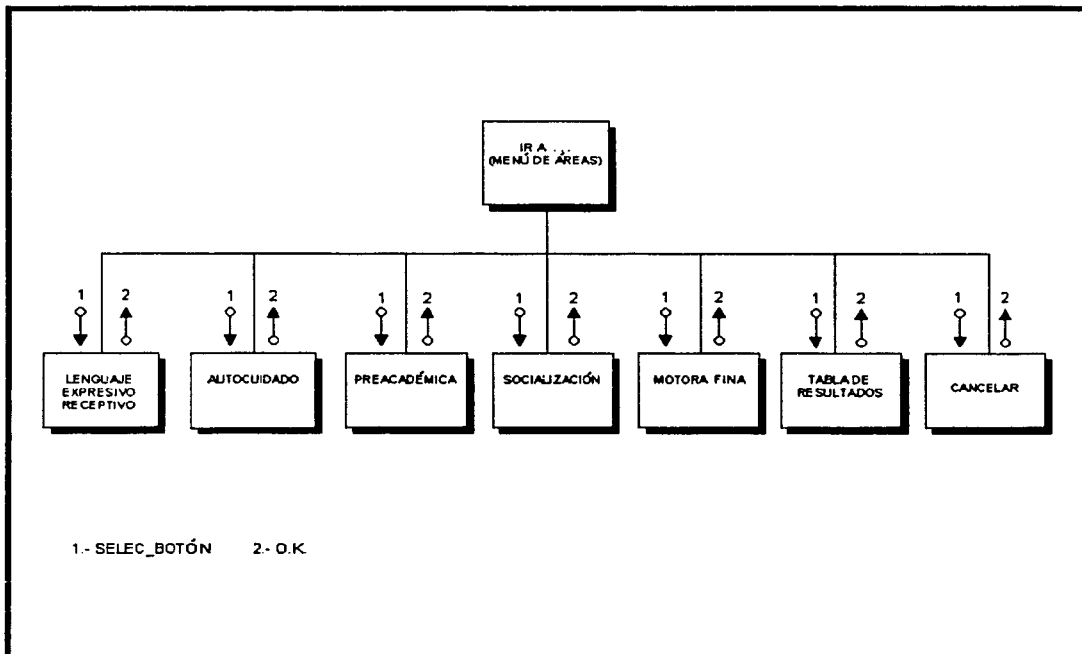 IR A . . .
(MENÚ DE ÁREAS)
1 2 1 2 1 2 1 2 1 2 1 2 1 2
LENGUAJE
EXPRESIVO
RECEPTIVO
AUTOCUIDADO
PREACADÉMICA
SOCIALIZACIÓN
MOTORA FINA
TABLA DE
RESULTADOS
CANCELAR
1.- SELEC_BOTÓN 2.- O.K.